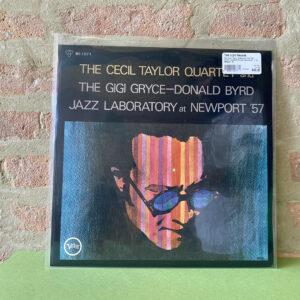 THE CECIL TAYLOR QUARTET and
THE GIGI GRYCE–DONALD BYRD
JAZZ LABORATORY at NEWPORT '57
Verve